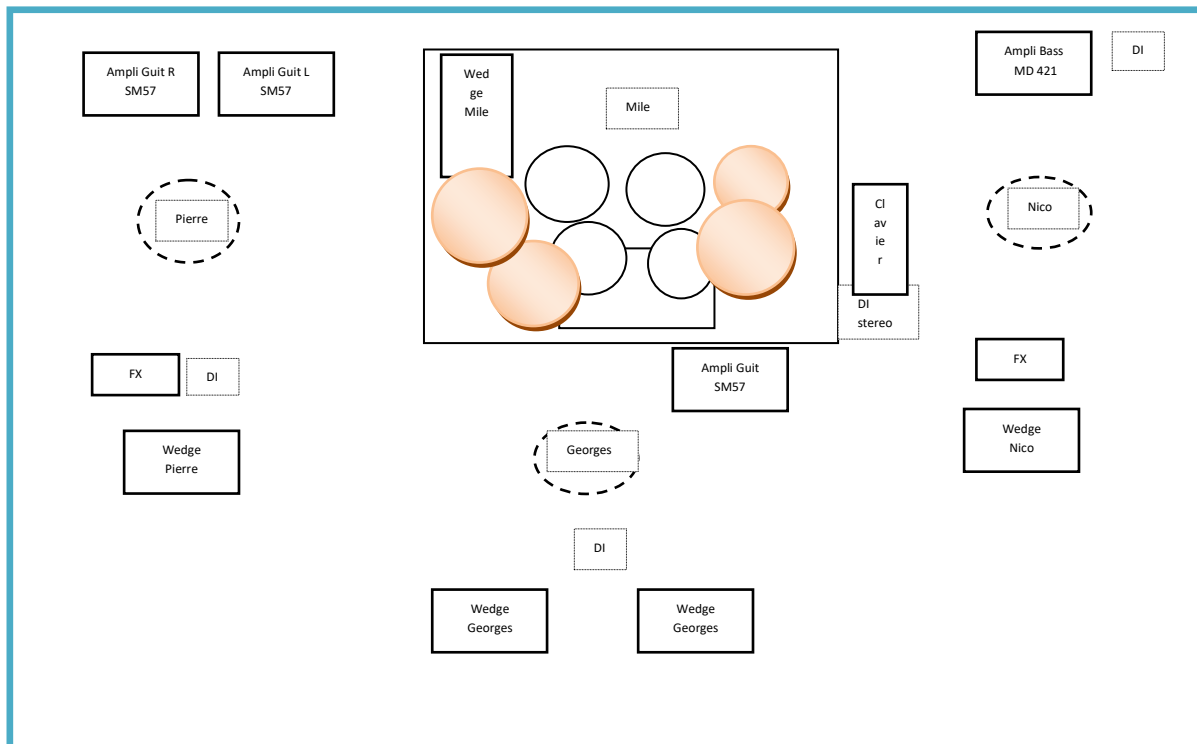 Ampli Guit R
SM57
Ampli Guit L
SM57
Wed
ge
Mile
Mile
Ampli Bass
MD 421
DI
Pierre
Nico
Cl
av
ie
r
DI
stereo
FX
DI
Ampli Guit
SM57
FX
Wedge
Pierre
Georges
Wedge
Nico
DI
Wedge
Georges
Wedge
Georges